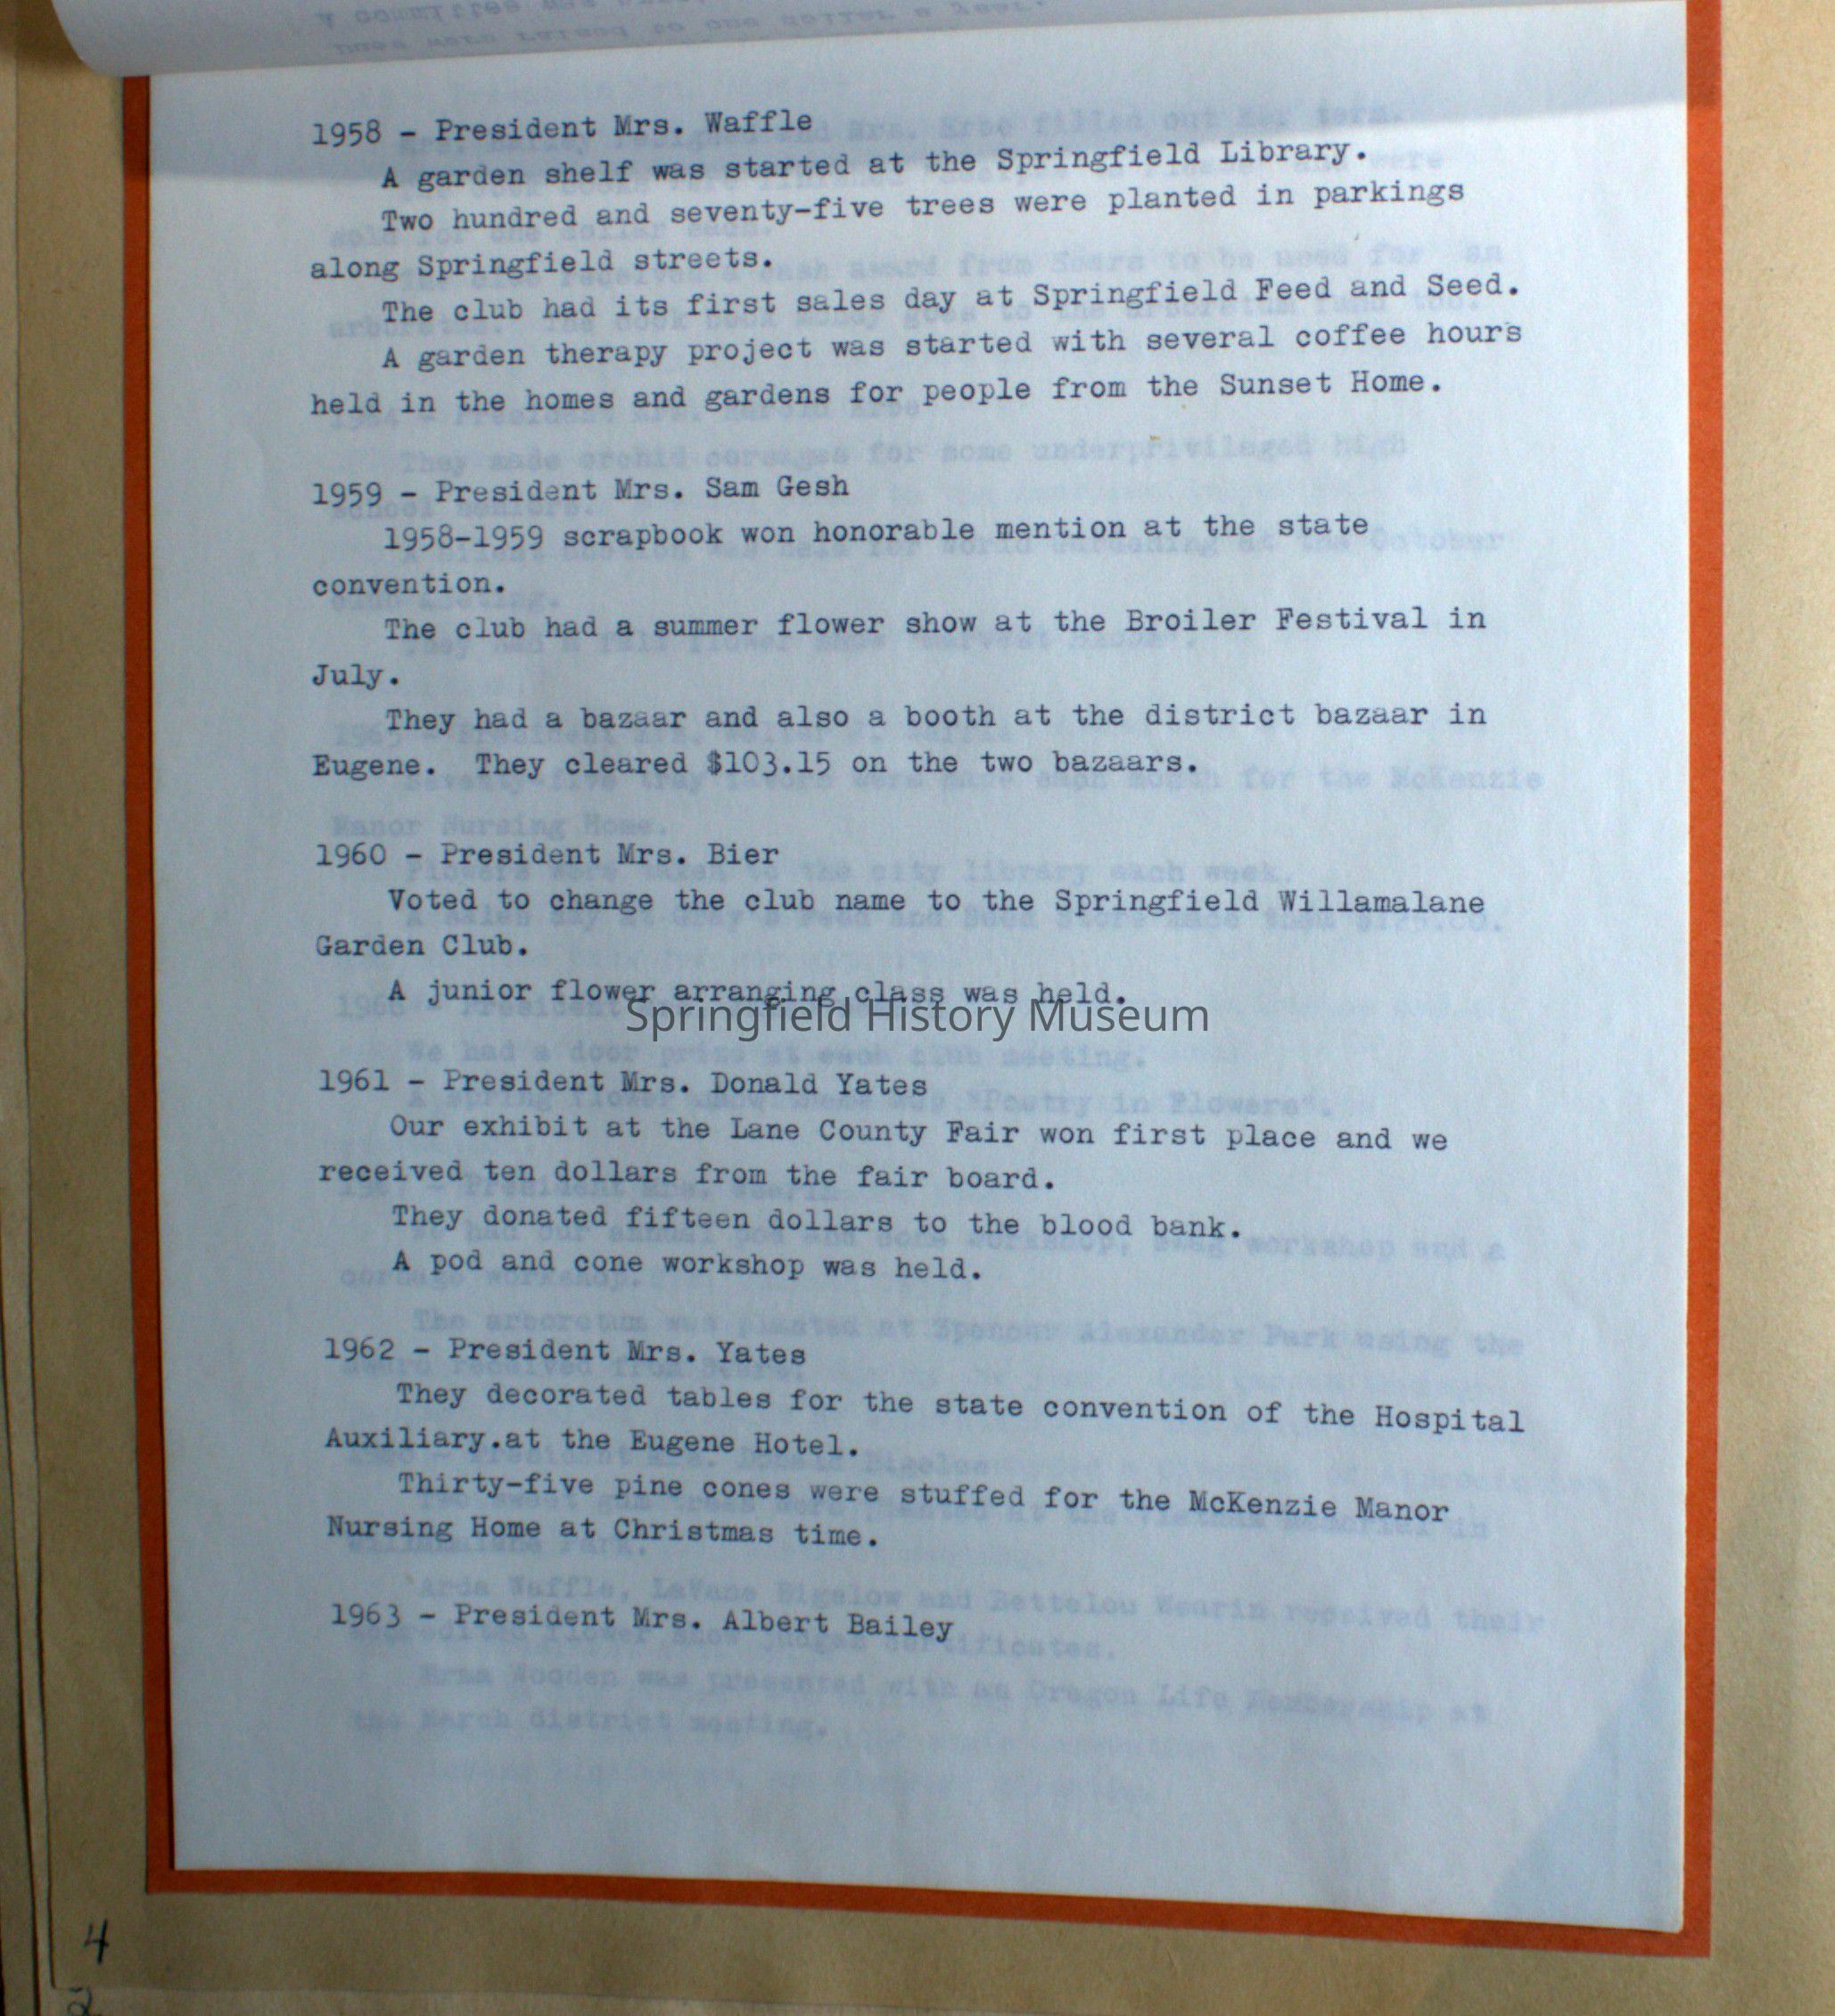 1958 - President Mrs. Waffle
A garden shelf was started at the Springfield Library.
Two hundred and seventy-five trees were planted in parkings
along Springfield streets.
The club had its first sales day at Springfield Feed and Seed.
A garden therapy project was started with several coffee hours
held in the homes and gardens for people from the Sunset Home.
1959 - President Mrs. Sam Gesh
1958-1959 scrapbook won honorable mention at the state
convention.
The club had a summer flower show at the Broiler Festival in
July.
They had a bazaar and also a booth at the district bazaar in
Eugene. They cleared $103.15 on the two bazaars.
1960 - President Mrs. Bier
Voted to change the club name to the Springfield Willamalane
Garden Club.
A junior flower arranging class was held.
Springfield History Museum
1961 - President Mrs. Donald Yates
Our exhibit at the Lane County Fair won first place and we
received ten dollars from the fair board.
They donated fifteen dollars to the blood bank.
A pod and cone workshop was held.
1962 - President Mrs. Yates
They decorated tables for the state convention of the Hospital
Auxiliary.at the Eugene Hotel.
Thirty-five pine cones were stuffed for the McKenzie Manor
Nursing Home at Christmas time.
1963 - President Mrs. Albert Bailey
4
2